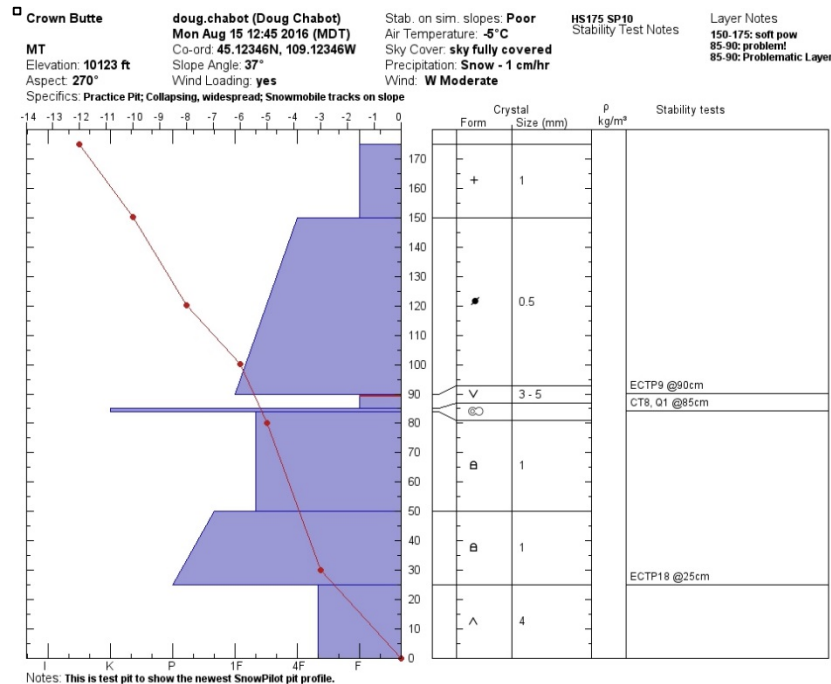 Crown Butte
MT
Elevation: 10123 ft
Aspect: 270°
Specifics: Practice Pit; Collapsing, widespread; Snowmobile tracks on slope
doug.chabot (Doug Chabot)
Mon Aug 15 12:45 2016 (MDT)
Co-ord: 45.12346N, 109.12346W
Slope Angle: 37°
Wind Loading: yes
Stab. on sim. slopes: Poor
Air Temperature: -5°C
Sky Cover: sky fully covered
Precipitation: Snow - 1 cm/hr
Wind: W Moderate
HS175 SP10
Stability Test Notes
Layer Notes
150-175: soft pow
85-90: problem!
85-90: Problematic Layer
-14 -13 -12 -11 -10 -9 -8 -7 -6 -5 -4 -3 -2 -1 0
Crystal
Form Size (mm)
ρ
kg/m³
Stability tests
170
160 + 1
150
140
130
120 0.5
110
100
90 3 - 5 ECTP9 @90cm
CT8, Q1 @85cm
80
70
60 1
50
40 1
30
20 ECTP18 @25cm
10 4
0
I K P 1F 4F F
Notes: This is test pit to show the newest SnowPilot pit profile.